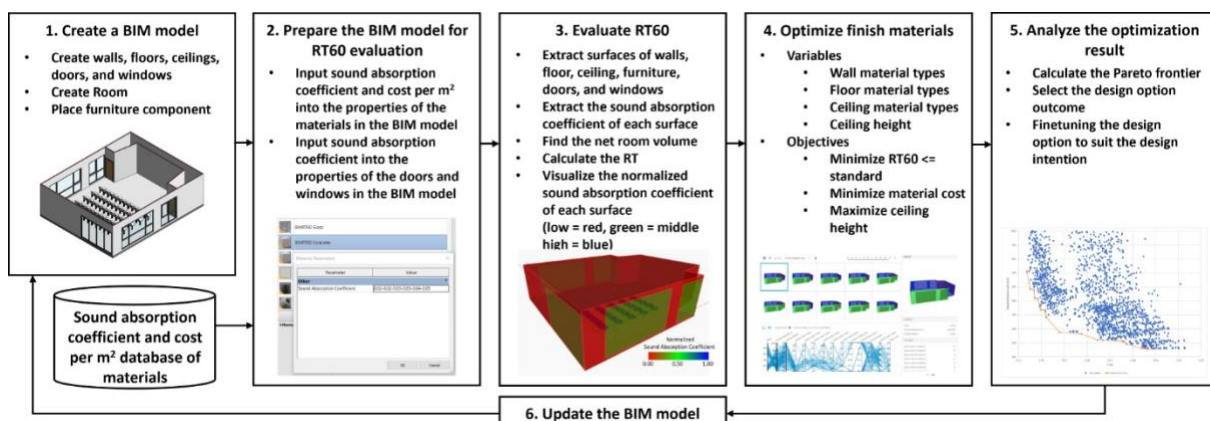 1. Create a BIM model
• Create walls, floors, ceilings,
doors, and windows
• Create Room
• Place furniture component
Sound absorption
coefficient and cost
per m² database of
materials
2. Prepare the BIM model for
RT60 evaluation
• Input sound absorption
coefficient and cost per m²
into the properties of the
materials in the BIM model
• Input sound absorption
coefficient into the
properties of the doors and
windows in the BIM model
Parameter Value
Sound Absorption Coefficient
OK Cancel
3. Evaluate RT60
• Extract surfaces of walls,
floor, ceiling, furniture,
doors, and windows
• Extract the sound absorption
coefficient of each surface
• Find the net room volume
• Calculate the RT
• Visualize the normalized
sound absorption coefficient
of each surface
(low = red, green = middle
high = blue)
Normalized
Sound Absorption Coefficient
0.00 0.50 1.00
4. Optimize finish materials
• Variables
• Wall material types
• Floor material types
• Ceiling material types
• Ceiling height
• Objectives
• Minimize RT60 <=
standard
• Minimize material cost
• Maximize ceiling
height
5. Analyze the optimization
result
• Calculate the Pareto frontier
• Select the design option
outcome
• Finetuning the design
option to suit the design
intention
6. Update the BIM model